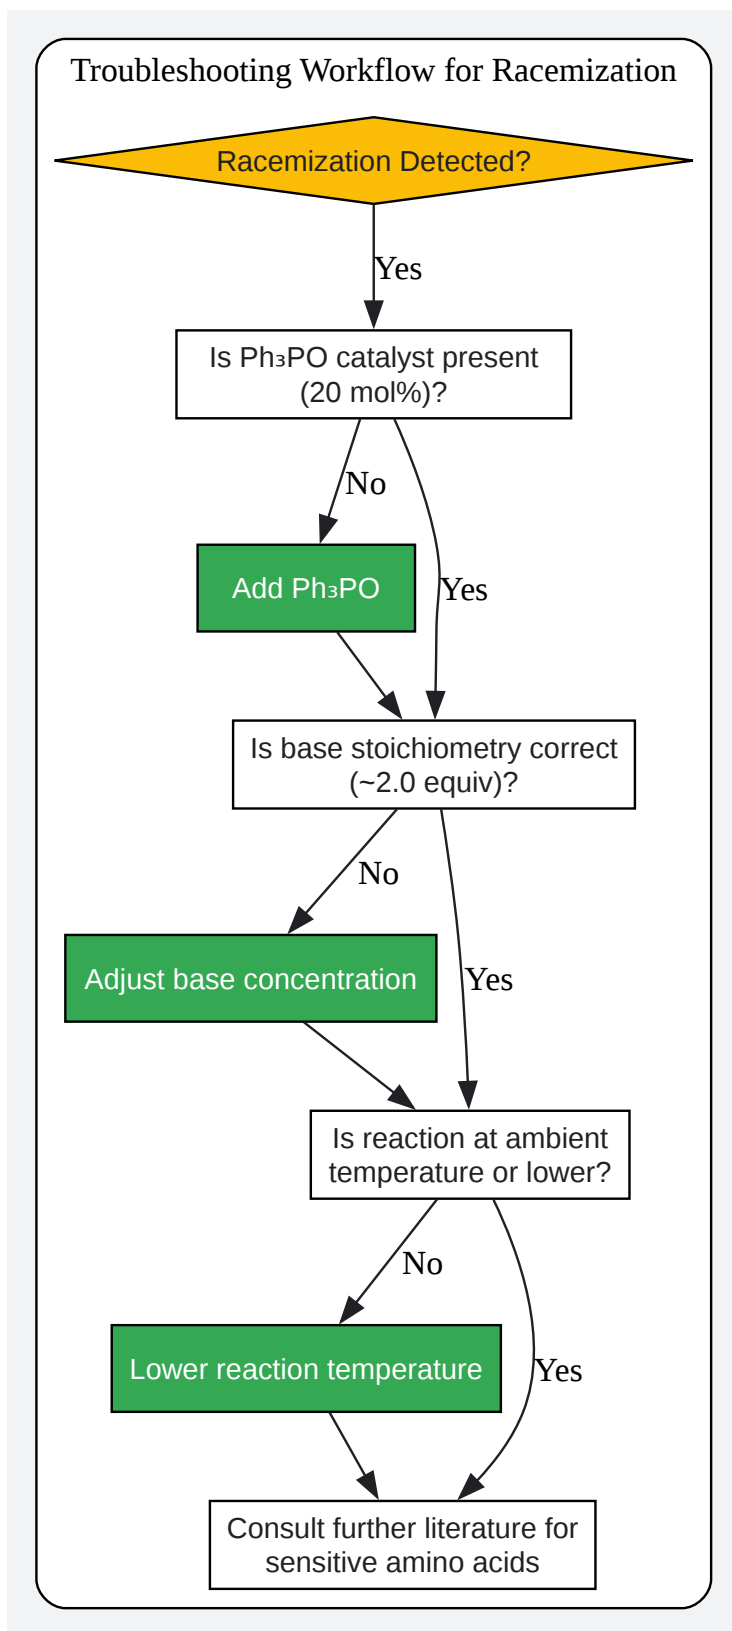 Troubleshooting Workflow for Racemization
Racemization Detected?
Yes
Is Ph₃PO catalyst present
(20 mol%)?
No
Add Ph₃PO
Yes
Is base stoichiometry correct
(~2.0 equiv)?
No
Adjust base concentration
Yes
Is reaction at ambient
temperature or lower?
No
Lower reaction temperature
Yes
Consult further literature for
sensitive amino acids